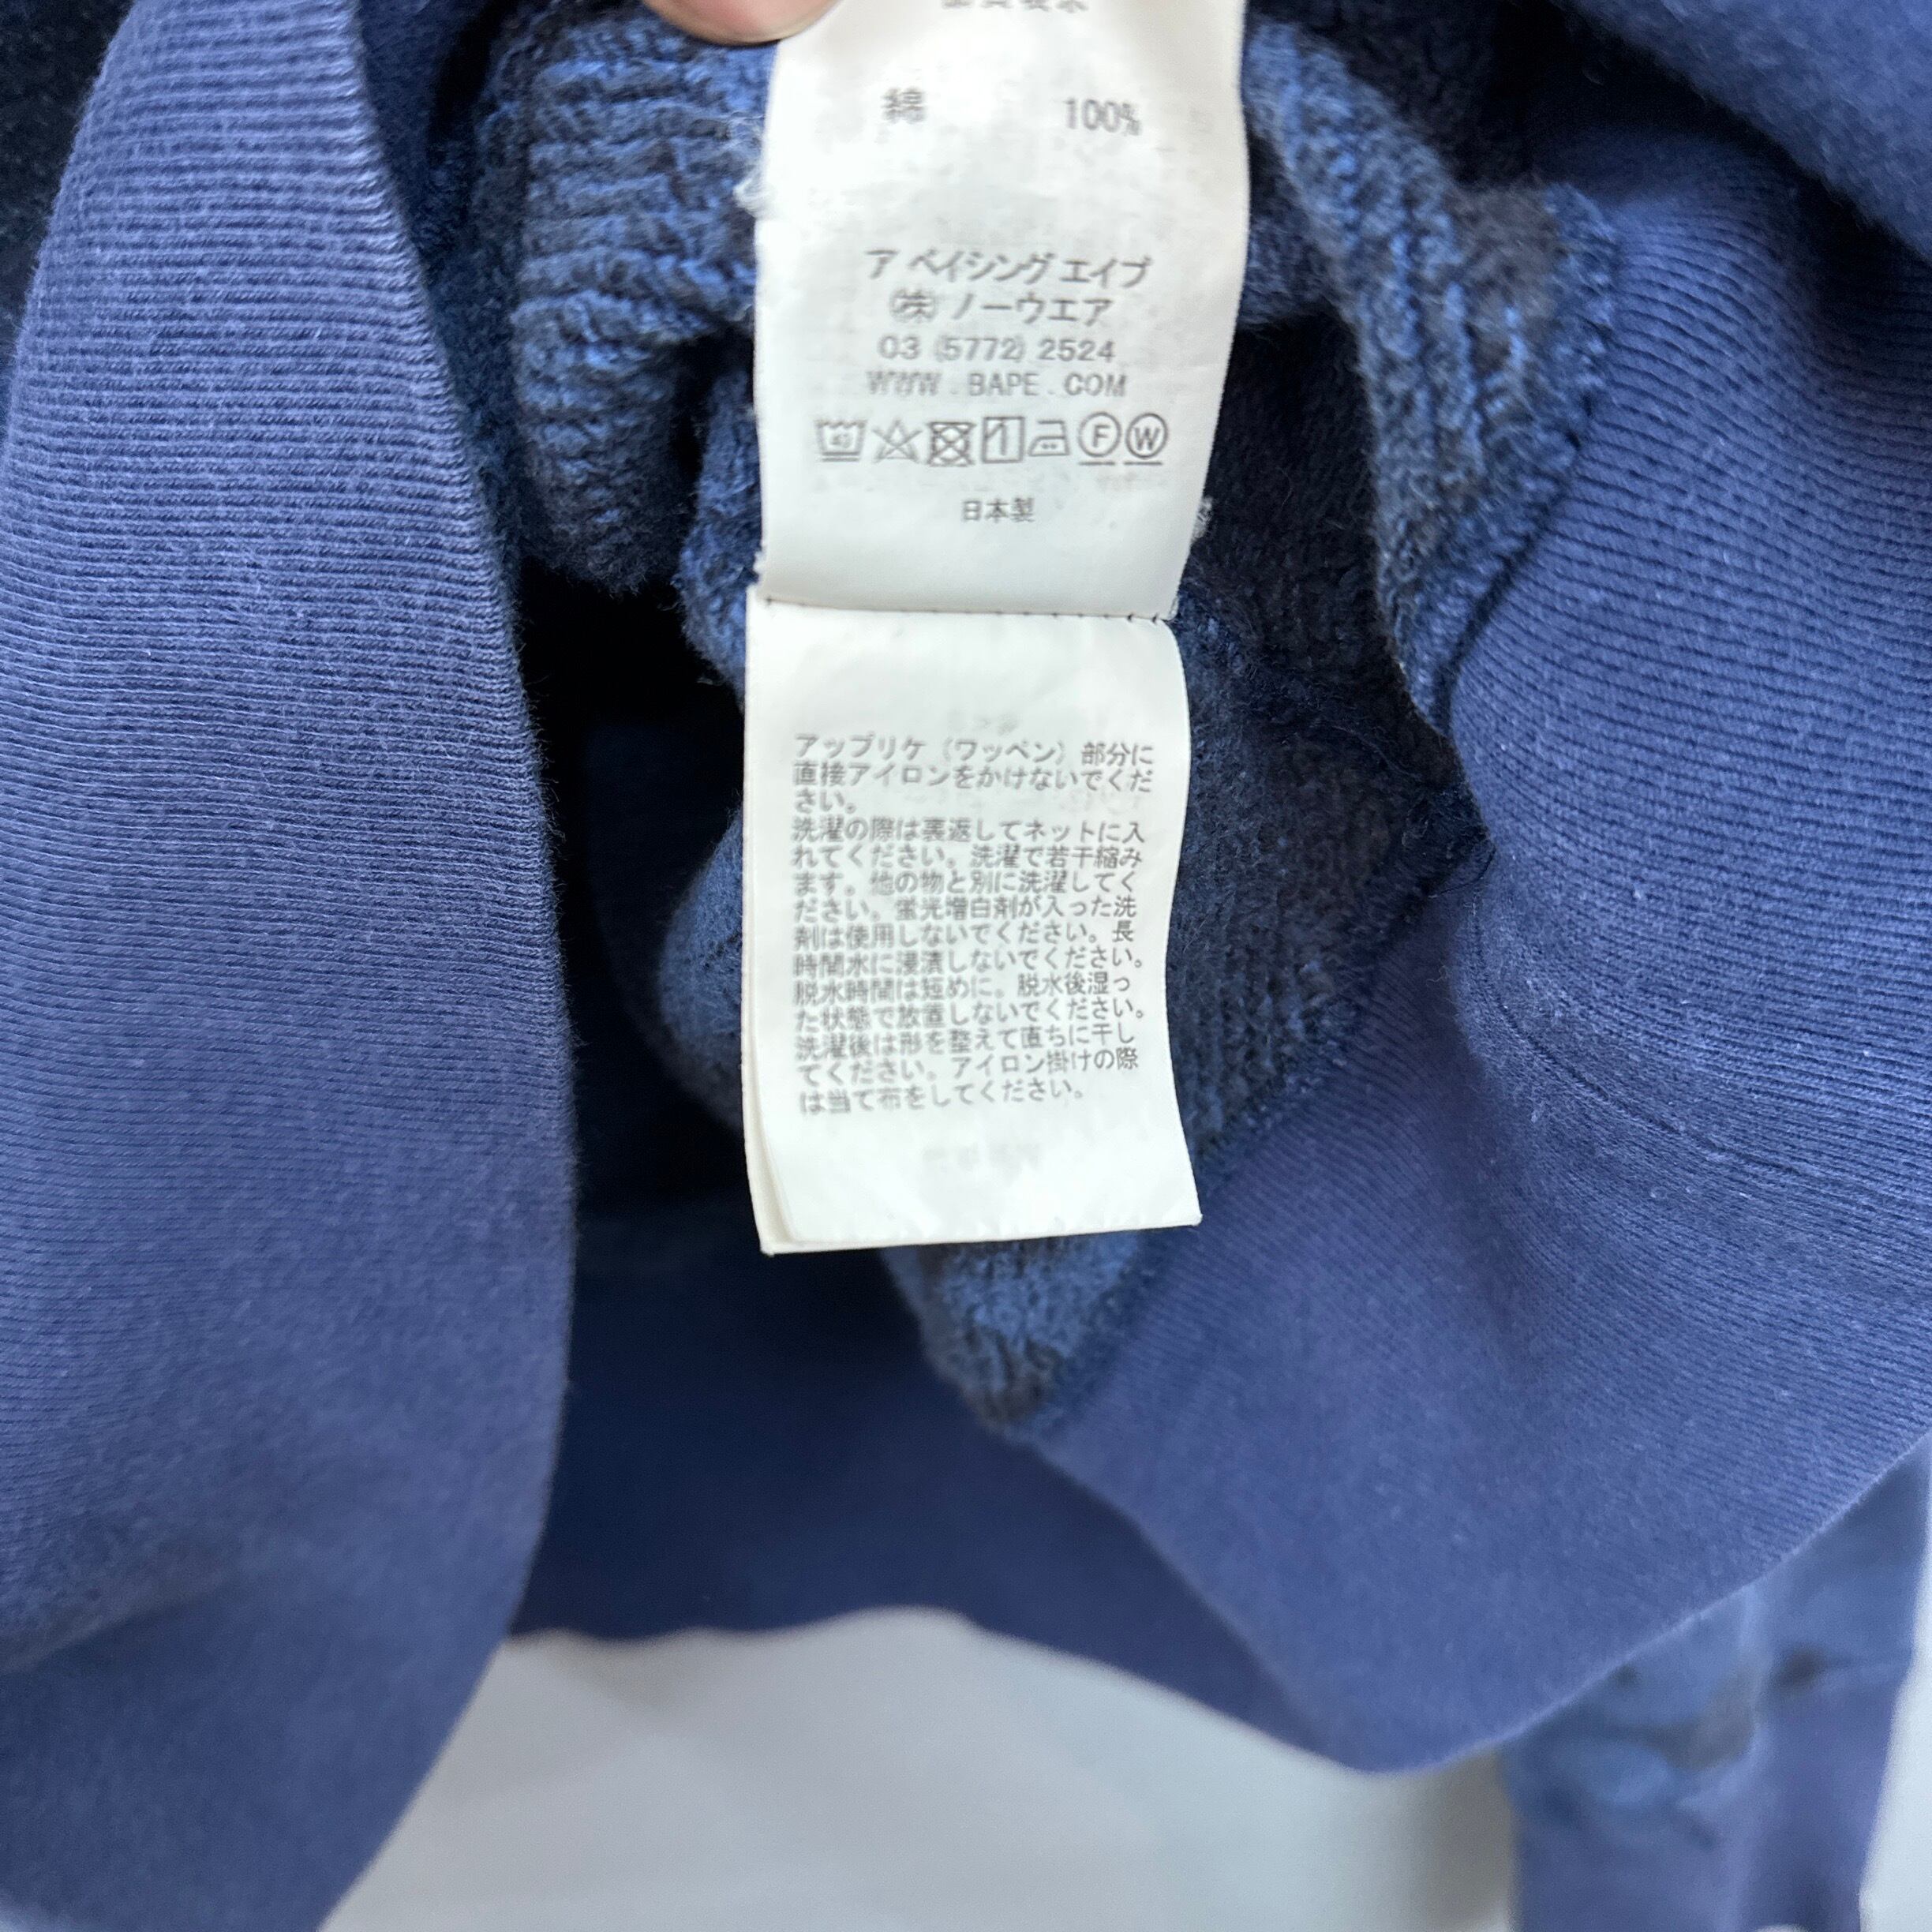 綿 100%
ア ベイシング エイプ
(株) ノーウエア
03 (5772) 2524
WWW . BAPE . COM
40 F W
日本製
アップリケ (ワッペン) 部分に
直接アイロンをかけないでくだ
さい。
洗濯の際は裏返してネットに入
れてください。洗濯で若干縮み
ます。他の物と別に洗濯してく
ださい。蛍光増白剤が入った洗
剤は使用しないでください。長
時間水に浸漬しないでください。
脱水時間は短めに。脱水後湿っ
た状態で放置しないでください。
洗濯後は形を整えて直ちに干し
てください。アイロン掛けの際
は当て布をしてください。